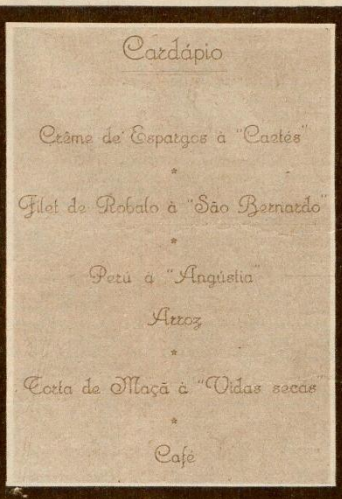 Cardápio
Crême de Espargos à "Caetés"
*
Filet de Robalo à "São Bernardo"
*
Perú à "Angústia"
Arroz
*
Torta de Maçã à "Vidas secas"
*
Café